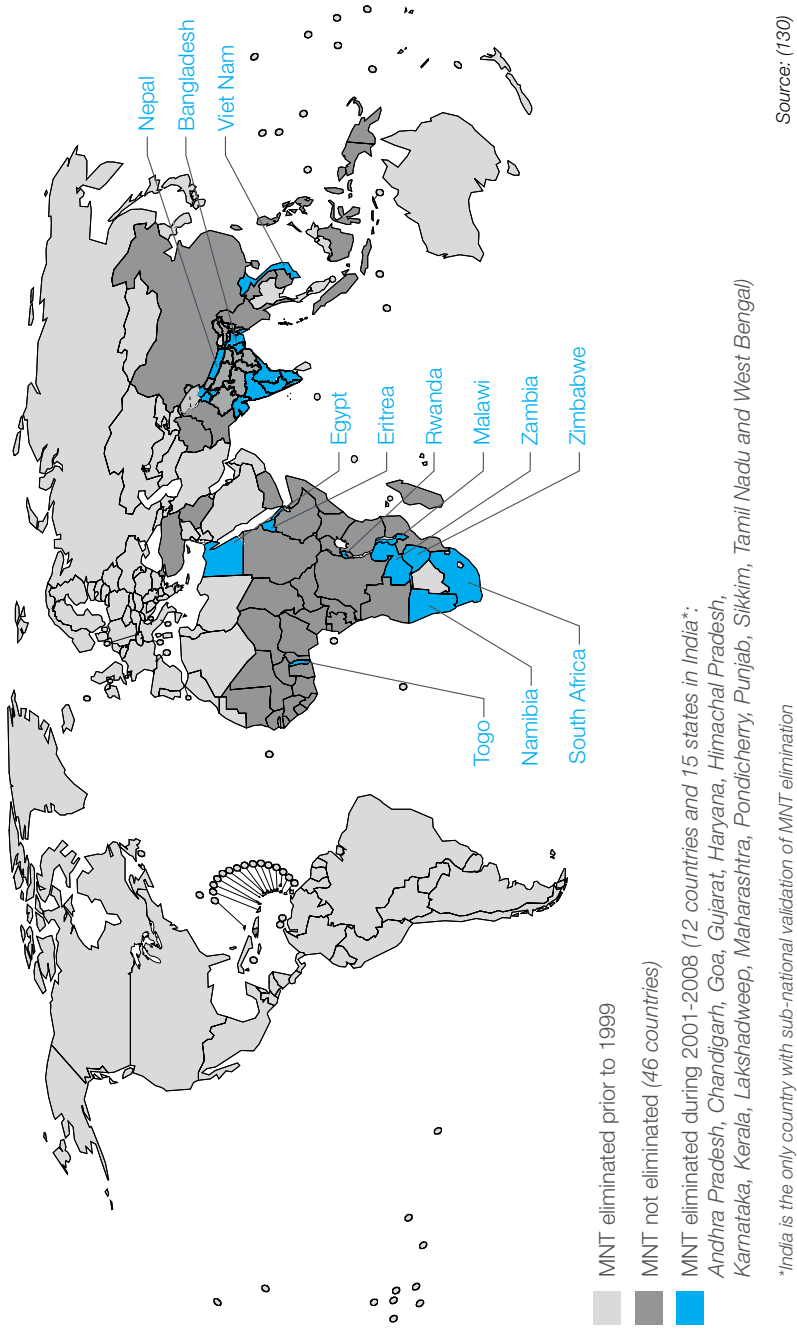 Nepal
Bangladesh
Viet Nam
Egypt
Eritrea
Rwanda
Malawi
Zambia
Zimbabwe
Togo
Namibia
South Africa
MNT eliminated prior to 1999
MNT not eliminated (46 countries)
MNT eliminated during 2001-2008 (12 countries and 15 states in India*:
Andhra Pradesh, Chandigarh, Goa, Gujarat, Haryana, Himachal Pradesh,
Karnataka, Kerala, Lakshadweep, Maharashtra, Pondicherry, Punjab, Sikkim, Tamil Nadu and West Bengal)
*India is the only country with sub-national validation of MNT elimination
Source: (130)